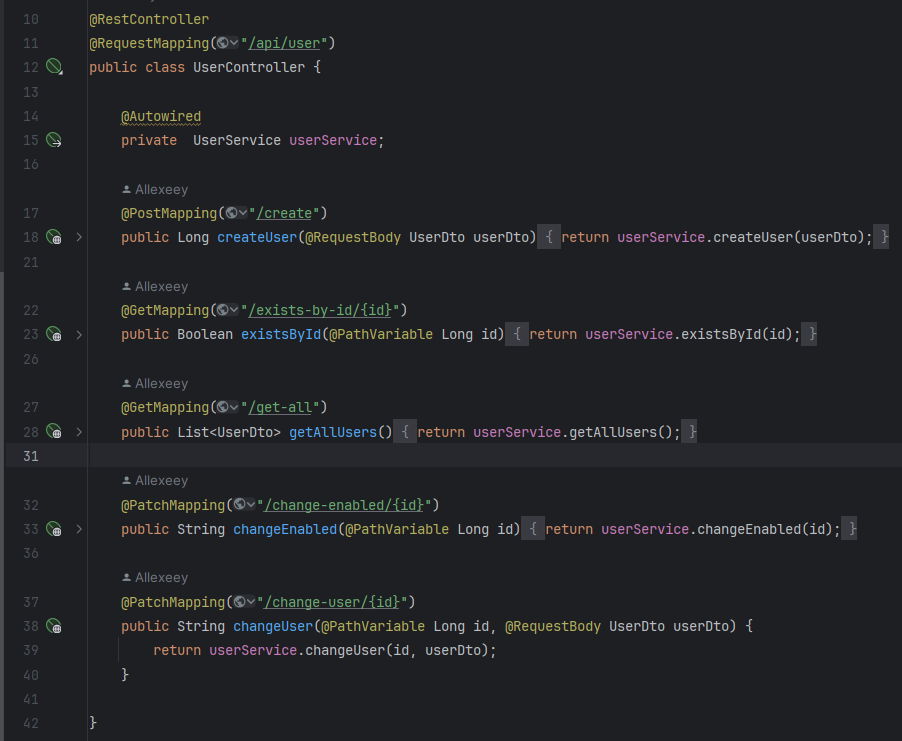 10 @RestController
11 @RequestMapping("/api/user")
12 public class UserController {
13
14 @Autowired
15 private  UserService userService;
16
Allexeey
17 @PostMapping("/create")
18 public Long createUser(@RequestBody UserDto userDto) { return userService.createUser(userDto); }
21
Allexeey
22 @GetMapping("/exists-by-id/{id}")
23 public Boolean existsById(@PathVariable Long id) { return userService.existsById(id); }
26
Allexeey
27 @GetMapping("/get-all")
28 public List<UserDto> getAllUsers() { return userService.getAllUsers(); }
31
Allexeey
32 @PatchMapping("/change-enabled/{id}")
33 public String changeEnabled(@PathVariable Long id) { return userService.changeEnabled(id); }
36
Allexeey
37 @PatchMapping("/change-user/{id}")
38 public String changeUser(@PathVariable Long id, @RequestBody UserDto userDto) {
39 return userService.changeUser(id, userDto);
40 }
41
42 }